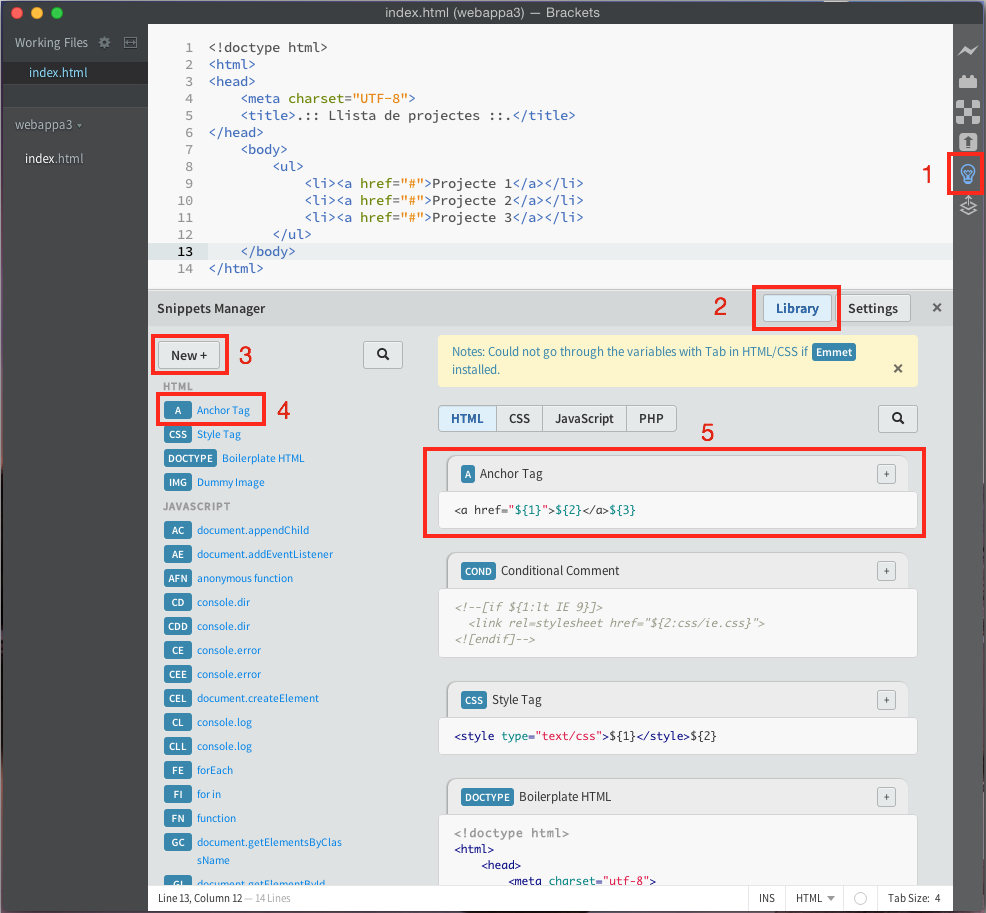 index.html (webappa3) — Brackets
Working Files
index.html
webappa3
index.html
1 <!doctype html>
2 <html>
3 <head>
4 <meta charset="UTF-8">
5 <title>.:: Llista de projectes ::.</title>
6 </head>
7 <body>
8 <ul>
9 <li><a href="#">Projecte 1</a></li>
10 <li><a href="#">Projecte 2</a></li>
11 <li><a href="#">Projecte 3</a></li>
12 </ul>
13 </body>
14 </html>
1
Snippets Manager
2
Library
Settings
×
New +
3
HTML
A Anchor Tag
4
CSS Style Tag
DOCTYPE Boilerplate HTML
IMG Dummy Image
JAVASCRIPT
AC document.appendChild
AE document.addEventListener
AFN anonymous function
CD console.dir
CDD console.dir
CE console.error
CEE console.error
CEL document.createElement
CL console.log
CLL console.log
FE forEach
FI for in
FN function
GC document.getElementsByClas
sName
GI document.getElementById
Notes: Could not go through the variables with Tab in HTML/CSS if Emmet
installed.
×
HTML CSS JavaScript PHP
5
A Anchor Tag +
<a href="${1}">${2}</a>${3}
COND Conditional Comment +
<!--[if ${1:lt IE 9}]>
<link rel=stylesheet href="${2:css/ie.css}">
<![endif]-->
CSS Style Tag +
<style type="text/css">${1}</style>${2}
DOCTYPE Boilerplate HTML +
<!doctype html>
<html>
<head>
<meta charset="utf-8">
Line 13, Column 12 — 14 Lines
INS
HTML
Tab Size: 4